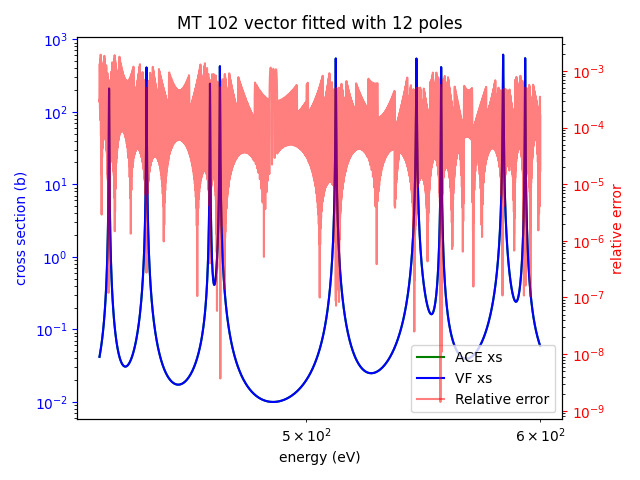 MT 102 vector fitted with 12 poles
10³
10²
10¹
10⁰
10⁻¹
10⁻²
cross section (b)
10⁻³
10⁻⁴
10⁻⁵
10⁻⁶
10⁻⁷
10⁻⁸
10⁻⁹
relative error
ACE xs
VF xs
Relative error
5 × 10²
6 × 10²
energy (eV)